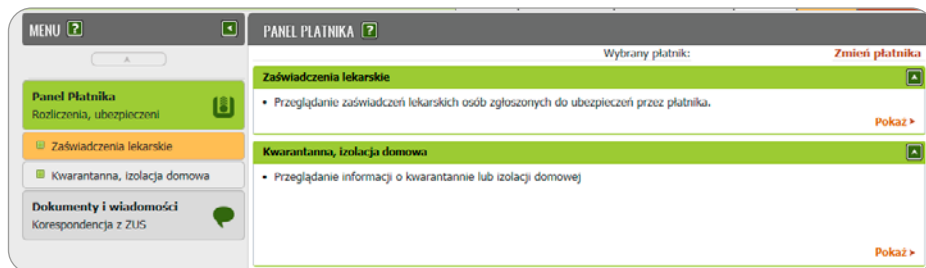 MENU ?
PANEL PŁATNIKA ?
Wybrany płatnik: Zmień płatnika
Panel Płatnika
Rozliczenia, ubezpieczeni
Zaświadczenia lekarskie
Kwarantanna, izolacja domowa
Dokumenty i wiadomości
Korespondencja z ZUS
Zaświadczenia lekarskie
• Przeglądanie zaświadczeń lekarskich osób zgłoszonych do ubezpieczeń przez płatnika.
Pokaż
Kwarantanna, izolacja domowa
• Przeglądanie informacji o kwarantannie lub izolacji domowej
Pokaż